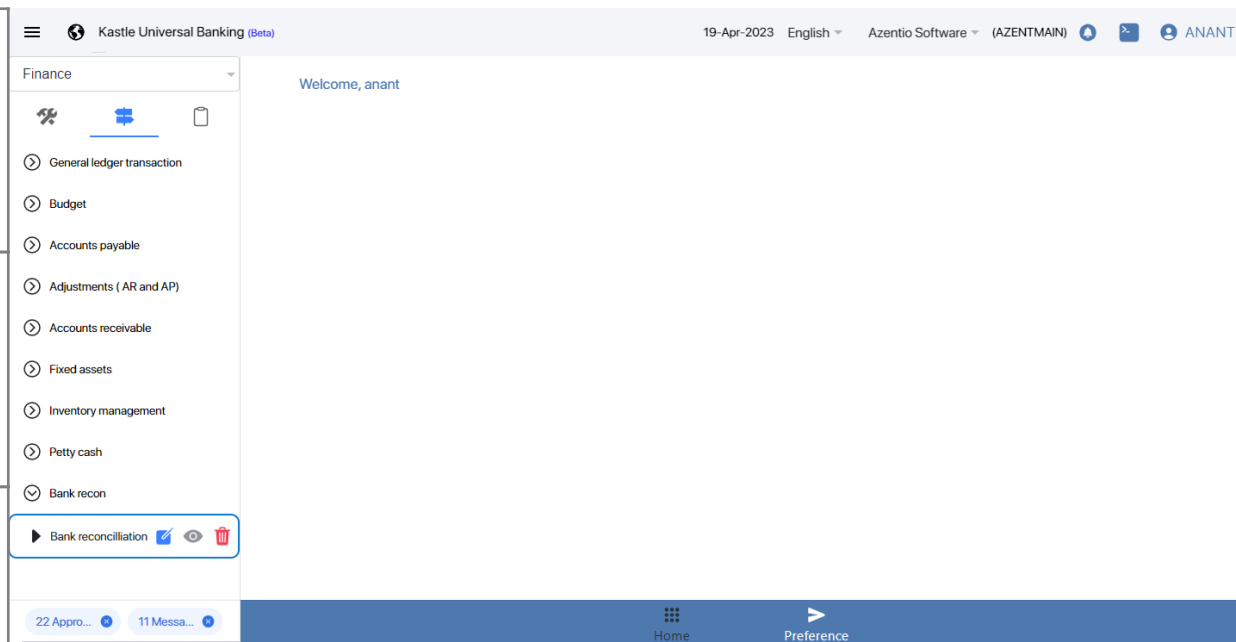 Kastle Universal Banking (Beta)
19-Apr-2023 English Azentio Software (AZENTMAIN) ANANT
Finance
Welcome, anant
General ledger transaction
Budget
Accounts payable
Adjustments ( AR and AP)
Accounts receivable
Fixed assets
Inventory management
Petty cash
Bank recon
Bank reconcilliation
22 Appro... 11 Messa...
Home Preference